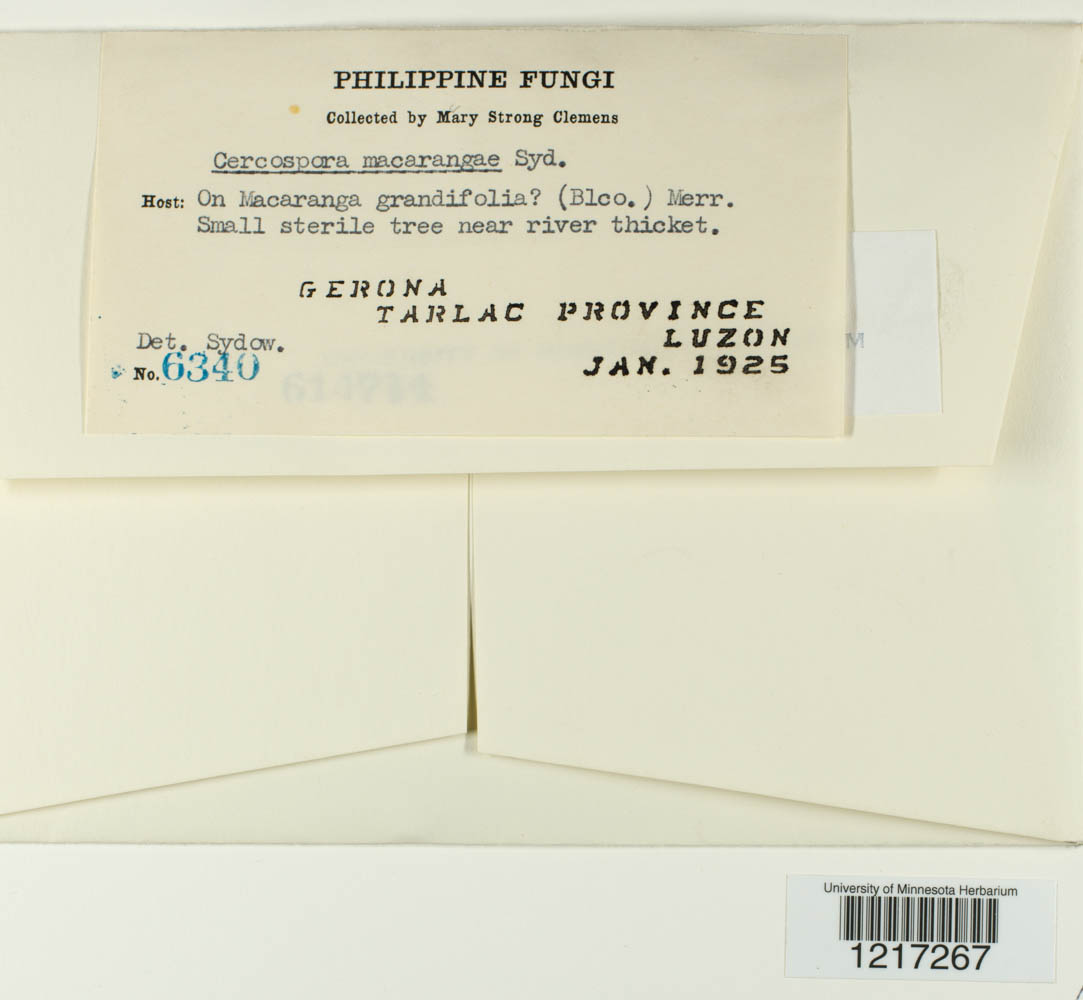 PHILIPPINE FUNGI
Collected by Mary Strong Clemens
Cercospora macarangae Syd.
Host: On Macaranga grandifolia? (Blco.) Merr.
Small sterile tree near river thicket.
GERONA
TARLAC PROVINCE
LUZON
JAN. 1925
Det. Sydow.
No. 6340
M
University of Minnesota Herbarium
1217267